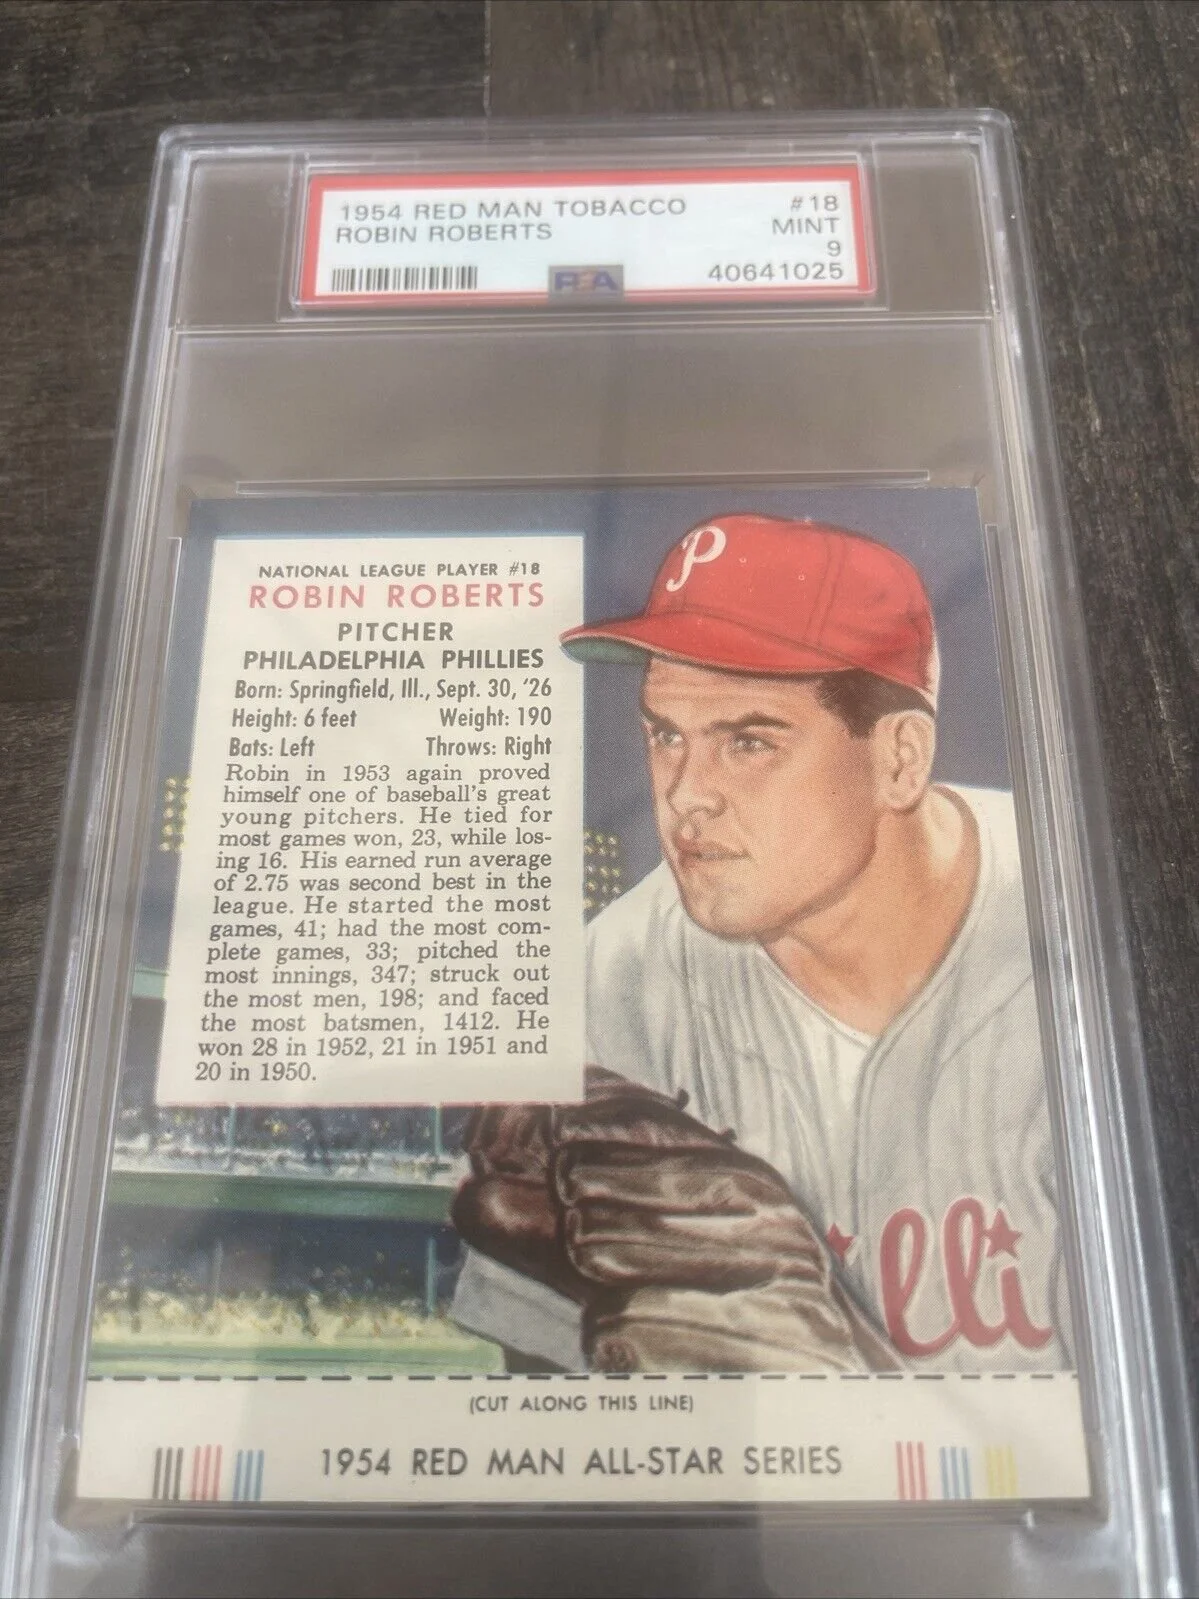 1954 RED MAN TOBACCO #18
ROBIN ROBERTS MINT
9
PSA 40641025
P
NATIONAL LEAGUE PLAYER #18
ROBIN ROBERTS
PITCHER
PHILADELPHIA PHILLIES
Born: Springfield, Ill., Sept. 30, '26
Height: 6 feet Weight: 190
Bats: Left Throws: Right
Robin in 1953 again proved
himself one of baseball's great
young pitchers. He tied for
most games won, 23, while los-
ing 16. His earned run average
of 2.75 was second best in the
league. He started the most
games, 41; had the most com-
plete games, 33; pitched the
most innings, 347; struck out
the most men, 198; and faced
the most batsmen, 1412. He
won 28 in 1952, 21 in 1951 and
20 in 1950.
illi
(CUT ALONG THIS LINE)
1954 RED MAN ALL-STAR SERIES